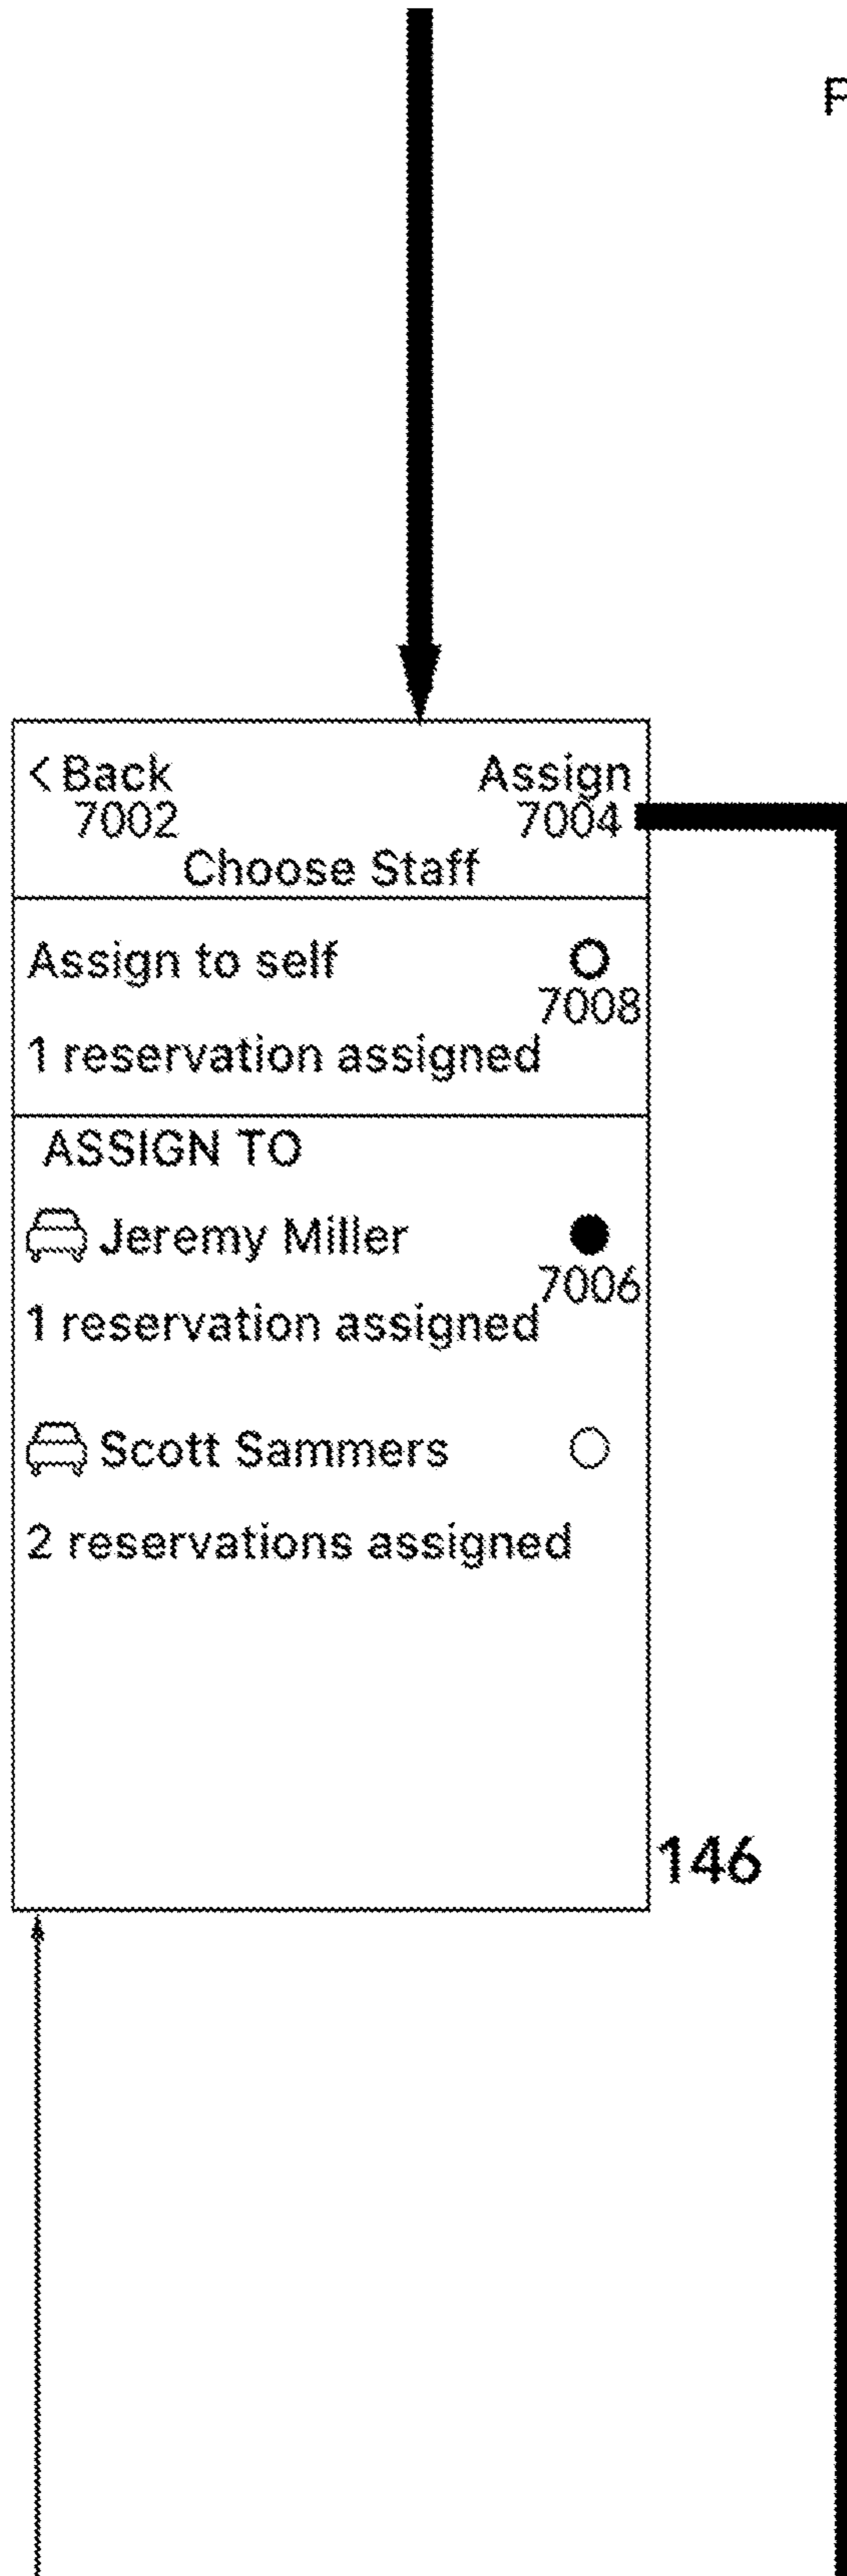 P
< Back Assign
7002 7004
Choose Staff
Assign to self
7008
1 reservation assigned
ASSIGN TO
Jeremy Miller
7006
1 reservation assigned
Scott Sammers
2 reservations assigned
146